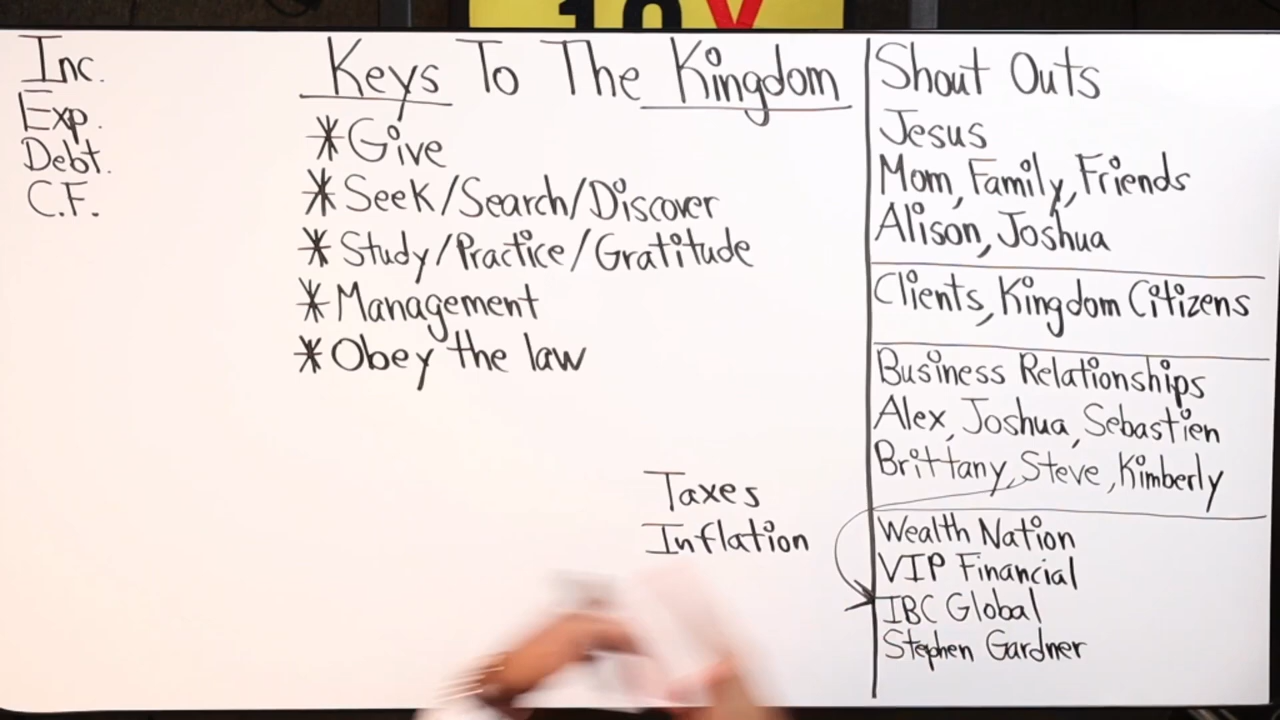 10X
Inc.
Exp.
Debt.
C.F.
Keys To The Kingdom
*Give
*Seek/Search/Discover
*Study/Practice/Gratitude
*Management
*Obey the law
Taxes
Inflation
Shout Outs
Jesus
Mom, Family, Friends
Alison, Joshua
Clients, Kingdom Citizens
Business Relationships
Alex, Joshua, Sebastien
Brittany, Steve, Kimberly
Wealth Nation
VIP Financial
IBC Global
Stephen Gardner